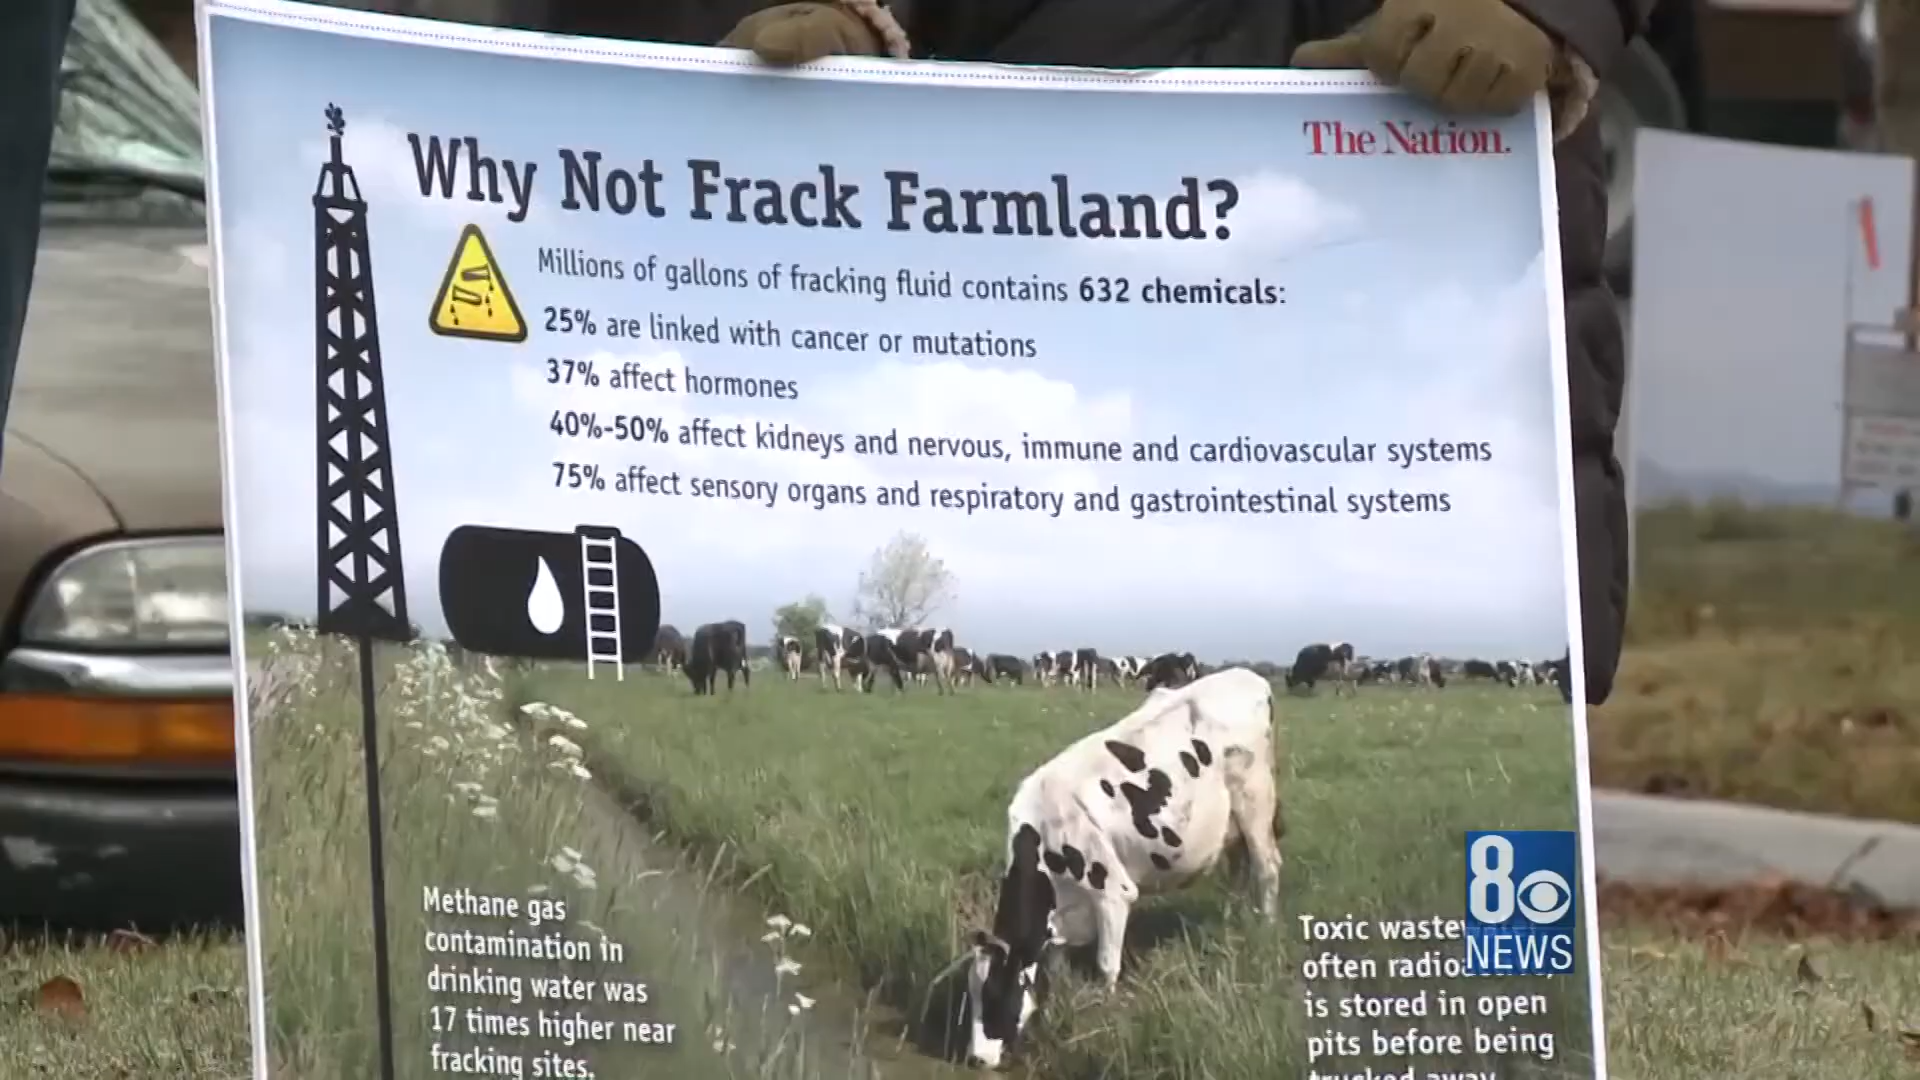 The Nation.
Why Not Frack Farmland?
Millions of gallons of fracking fluid contains 632 chemicals:
25% are linked with cancer or mutations
37% affect hormones
40%-50% affect kidneys and nervous, immune and cardiovascular systems
75% affect sensory organs and respiratory and gastrointestinal systems
Methane gas
contamination in
drinking water was
17 times higher near
fracking sites.
Toxic
often
is stored in open
pits before being
8
NEWS